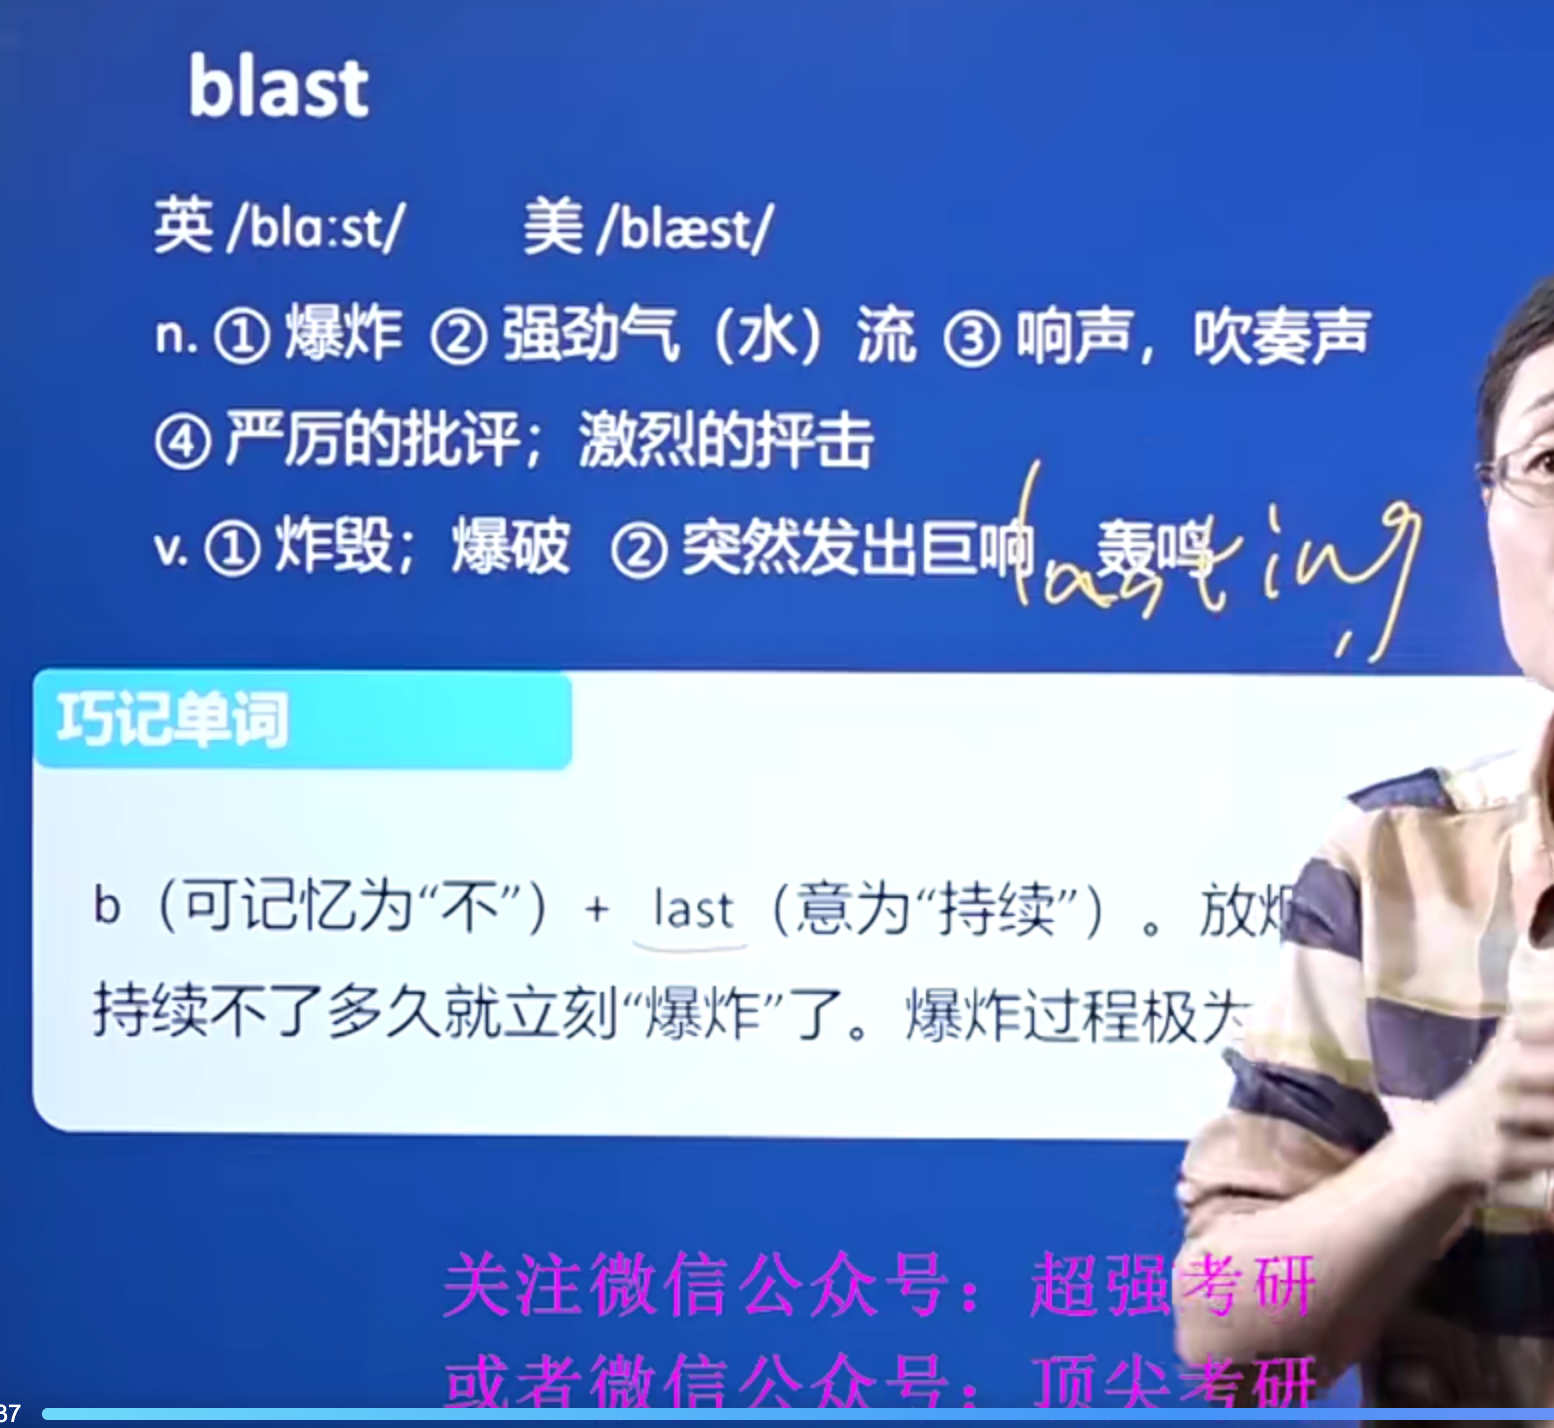 blast
英 /blɑːst/ 美 /blæst/
n. ① 爆炸 ② 强劲气（水）流 ③ 响声，吹奏声
④ 严厉的批评；激烈的抨击
v. ① 炸毁；爆破 ② 突然发出巨响，轰鸣
lasting
巧记单词
b（可记忆为“不”）+ last（意为“持续”）。放
持续不了多久就立刻“爆炸”了。爆炸过程极为
关注微信公众号：超强考研
或者微信公众号：顶尖考研
37